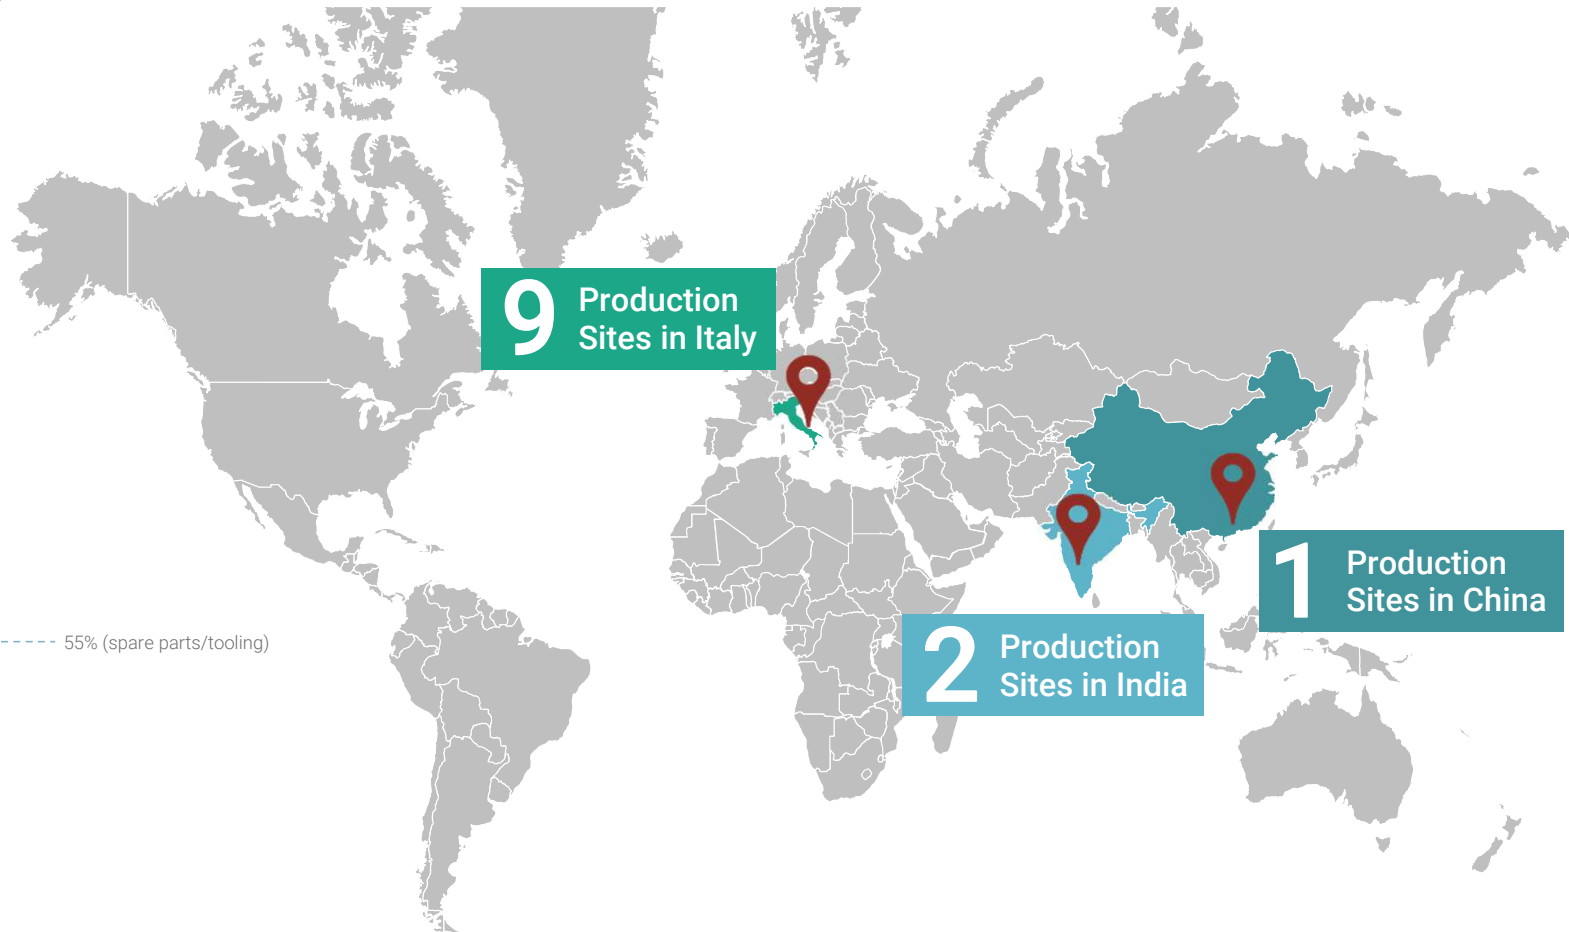 9
Production
Sites in Italy
1
Production
Sites in China
2
Production
Sites in India
55% (spare parts/tooling)